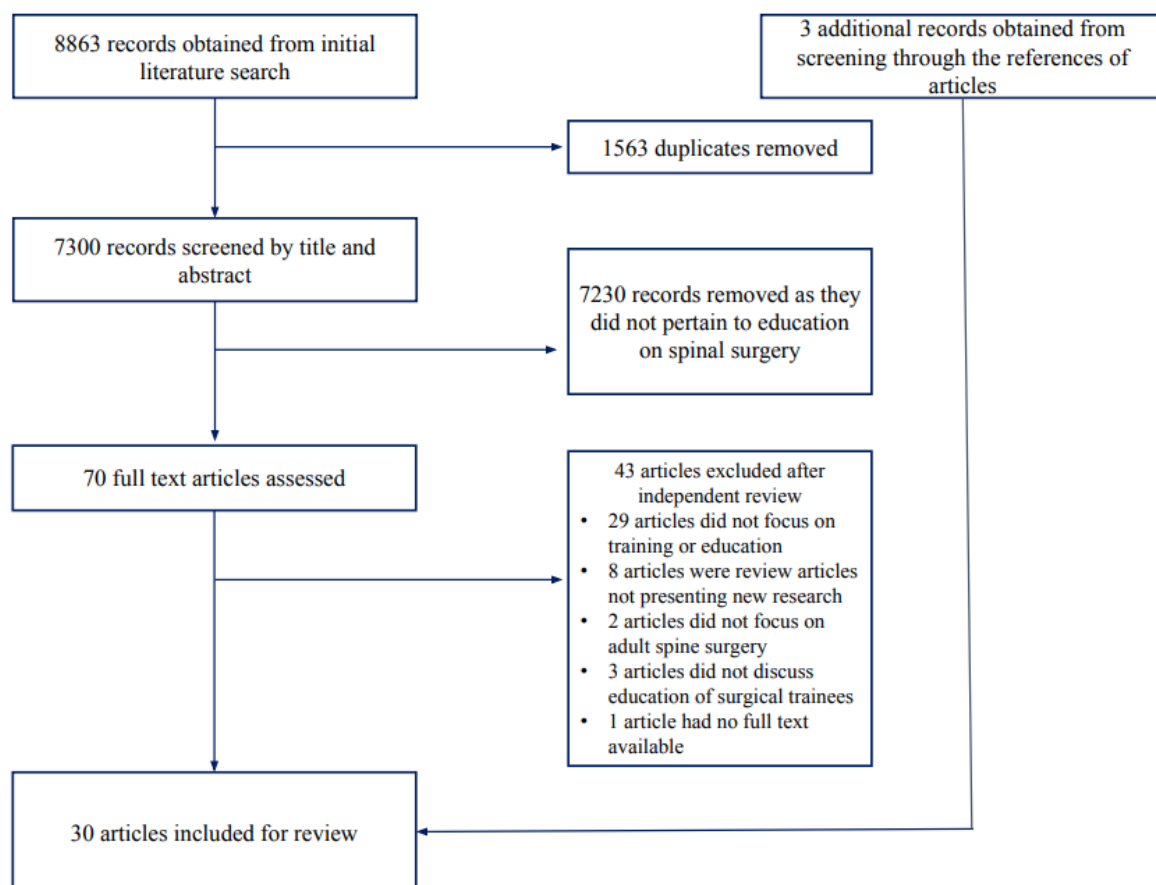 8863 records obtained from initial
literature search
3 additional records obtained from
screening through the references of
articles
1563 duplicates removed
7300 records screened by title and
abstract
7230 records removed as they
did not pertain to education
on spinal surgery
70 full text articles assessed
43 articles excluded after
independent review
• 29 articles did not focus on
training or education
• 8 articles were review articles
not presenting new research
• 2 articles did not focus on
adult spine surgery
• 3 articles did not discuss
education of surgical trainees
• 1 article had no full text
available
30 articles included for review